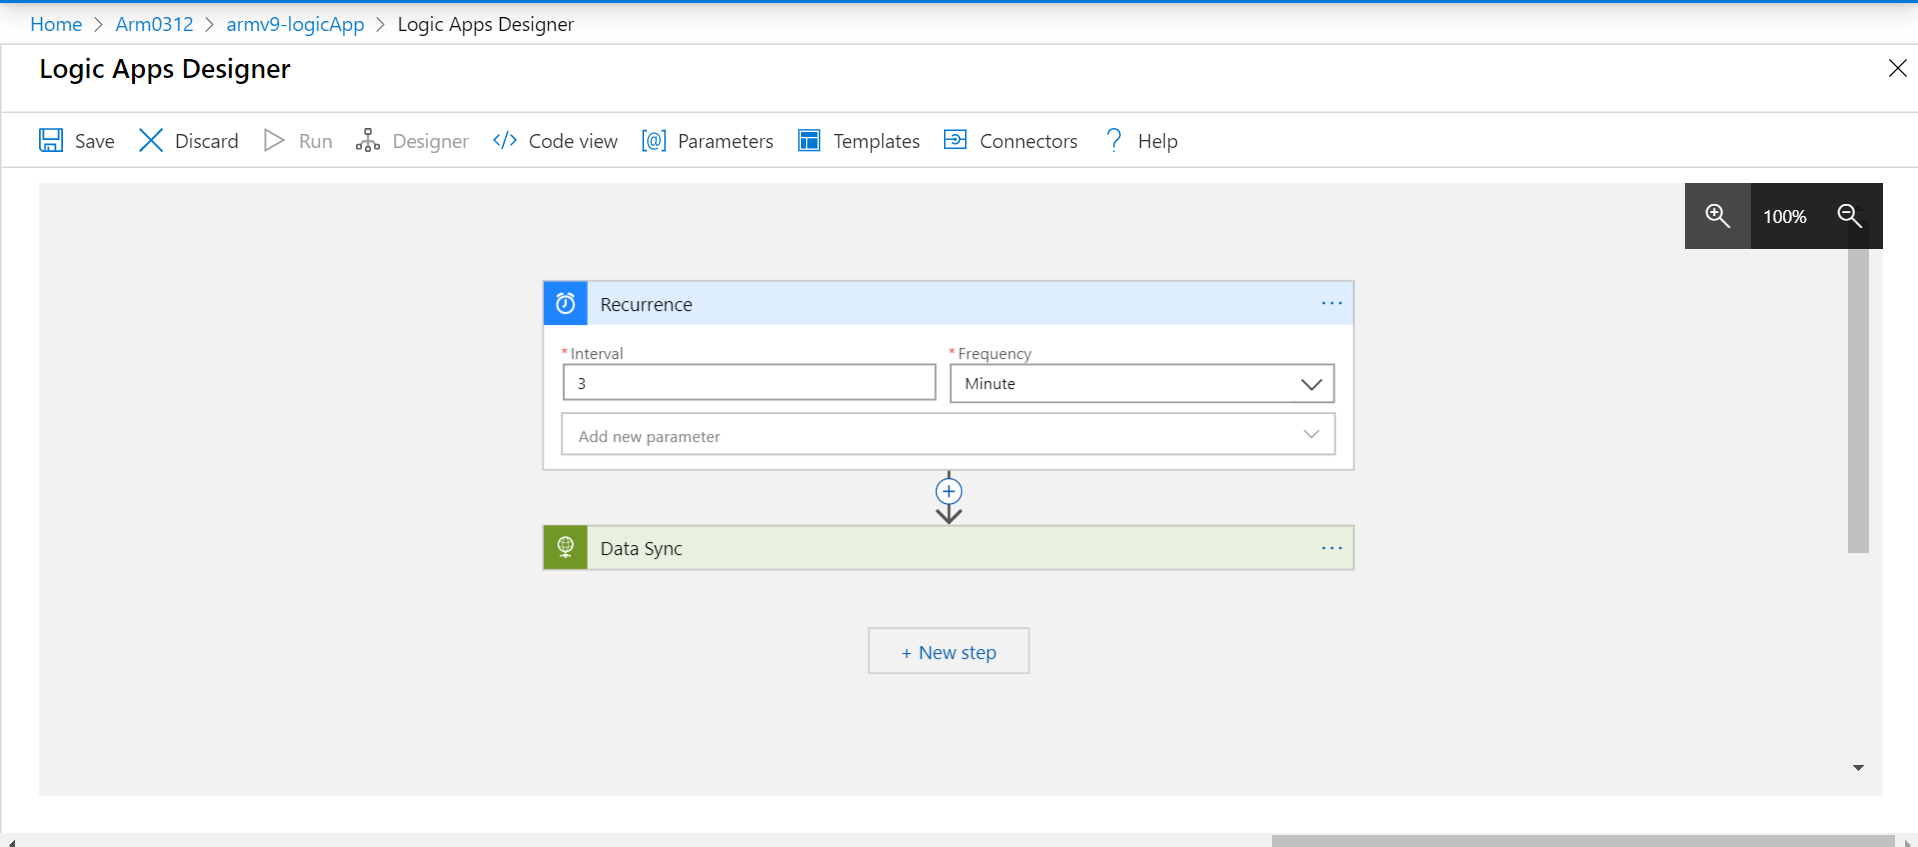 Home > Arm0312 > armv9-logicApp > Logic Apps Designer
Logic Apps Designer
Save Discard Run Designer </> Code view [@] Parameters Templates Connectors ? Help
100%
Recurrence ...
* Interval * Frequency
3 Minute
Add new parameter
Data Sync ...
+ New step